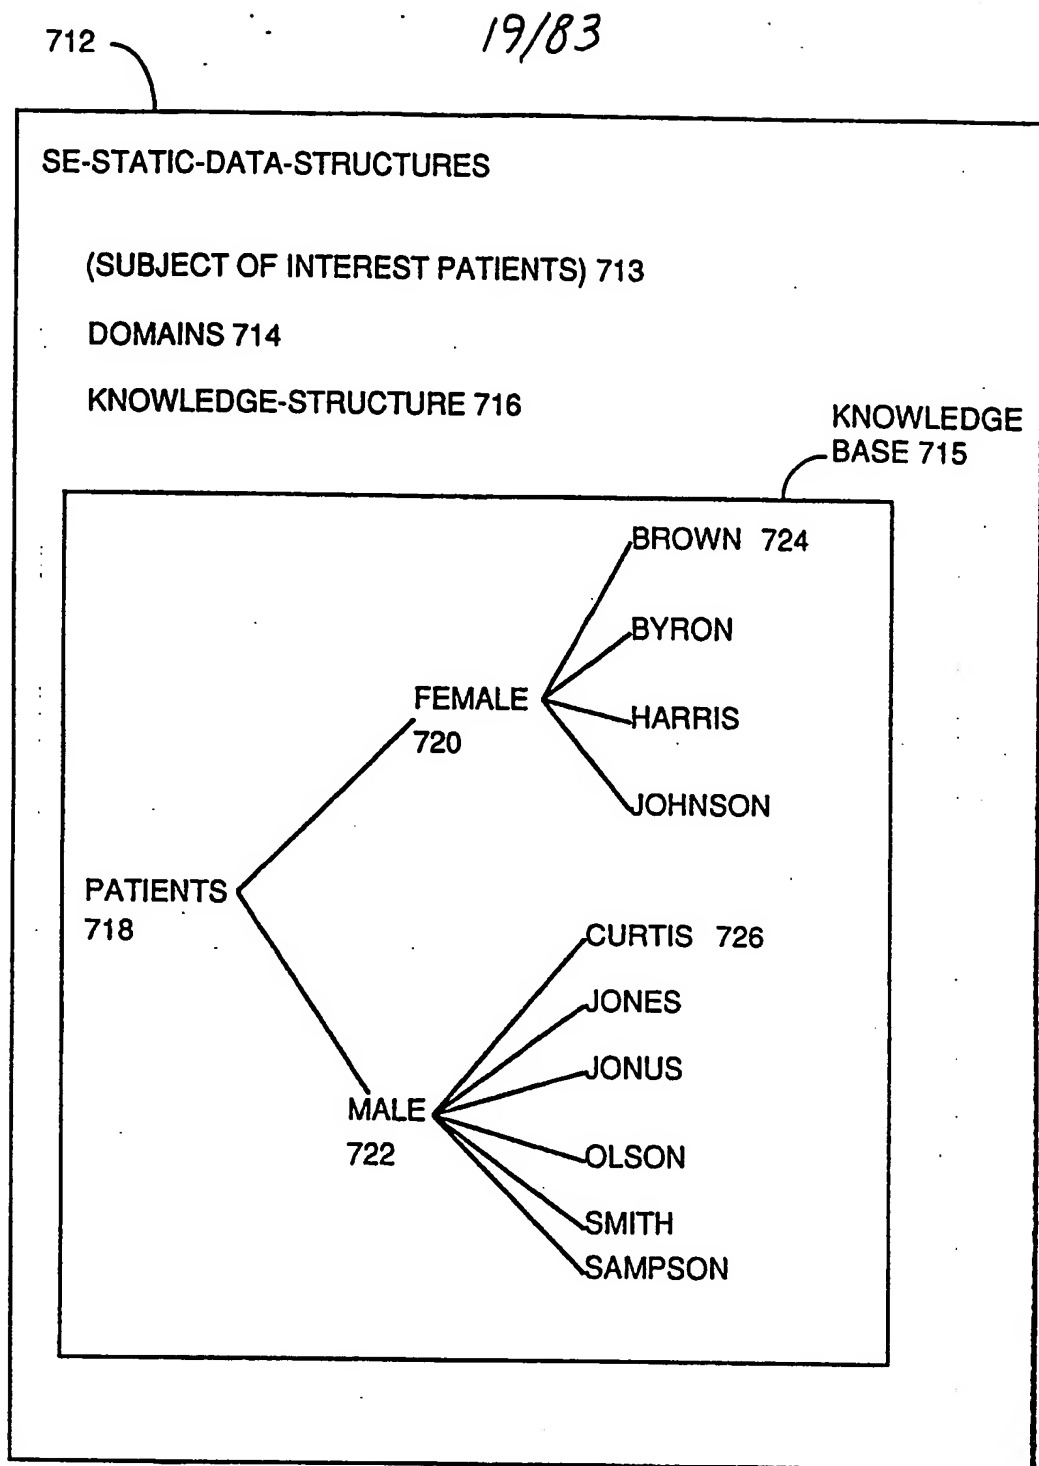 19/83
712
SE-STATIC-DATA-STRUCTURES
(SUBJECT OF INTEREST PATIENTS) 713
DOMAINS 714
KNOWLEDGE-STRUCTURE 716
KNOWLEDGE
BASE 715
BROWN 724
BYRON
FEMALE
720
HARRIS
JOHNSON
PATIENTS
718
CURTIS 726
JONES
JONUS
MALE
722
OLSON
SMITH
SAMPSON